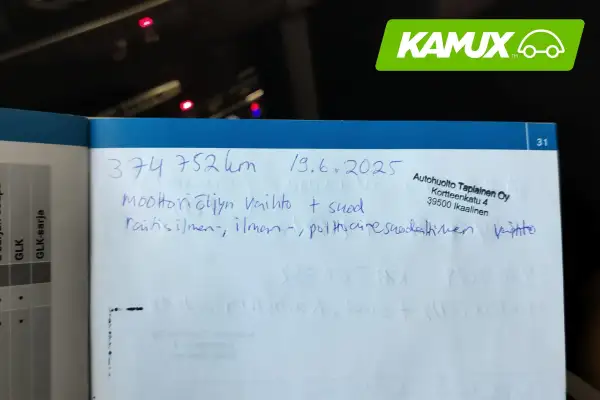 KAMUX
31
374 752 km 19.6.2025
Autohuolto Taplainen Oy
Kortteenkatu 4
39500 Ikaalinen
moottoriöljyn vaihto + suod
raitisilman-, ilman-, polttoainesuodattimen vaihto
GLK
GLK-sarja